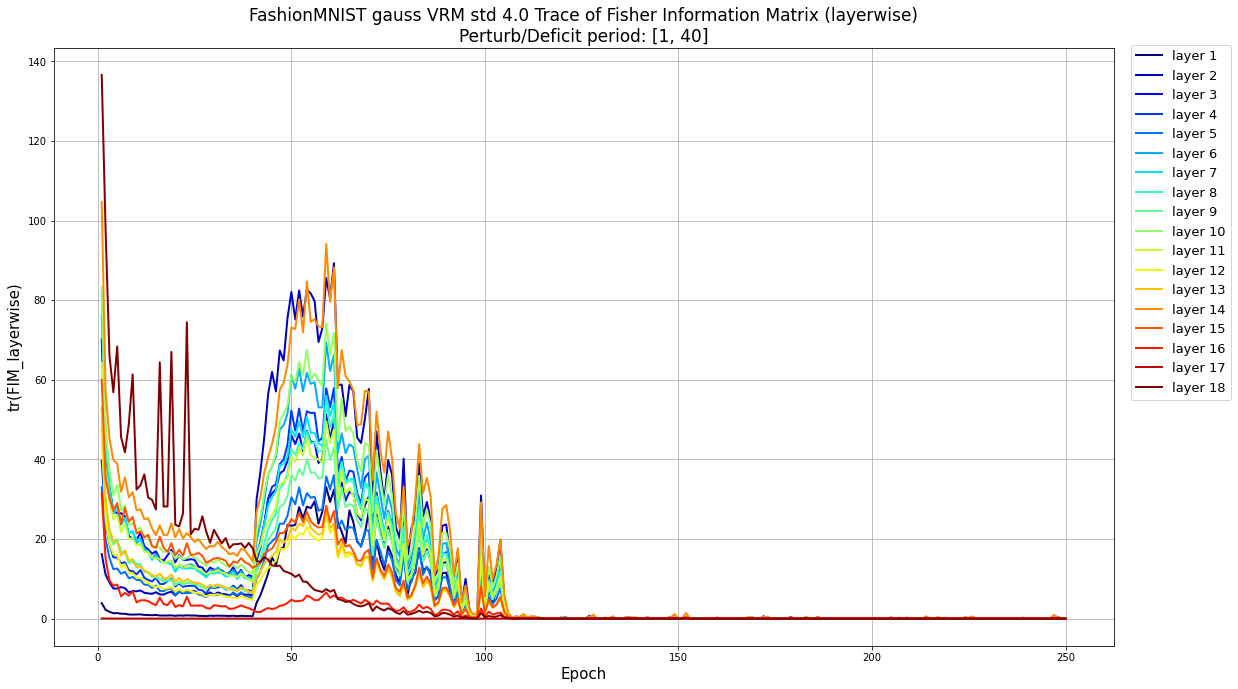 FashionMNIST gauss VRM std 4.0 Trace of Fisher Information Matrix (layerwise)
Perturb/Deficit period: [1, 40]
tr(FIM_layerwise)
140
120
100
80
60
40
20
0
0
50
100
150
200
250
Epoch
layer 1
layer 2
layer 3
layer 4
layer 5
layer 6
layer 7
layer 8
layer 9
layer 10
layer 11
layer 12
layer 13
layer 14
layer 15
layer 16
layer 17
layer 18